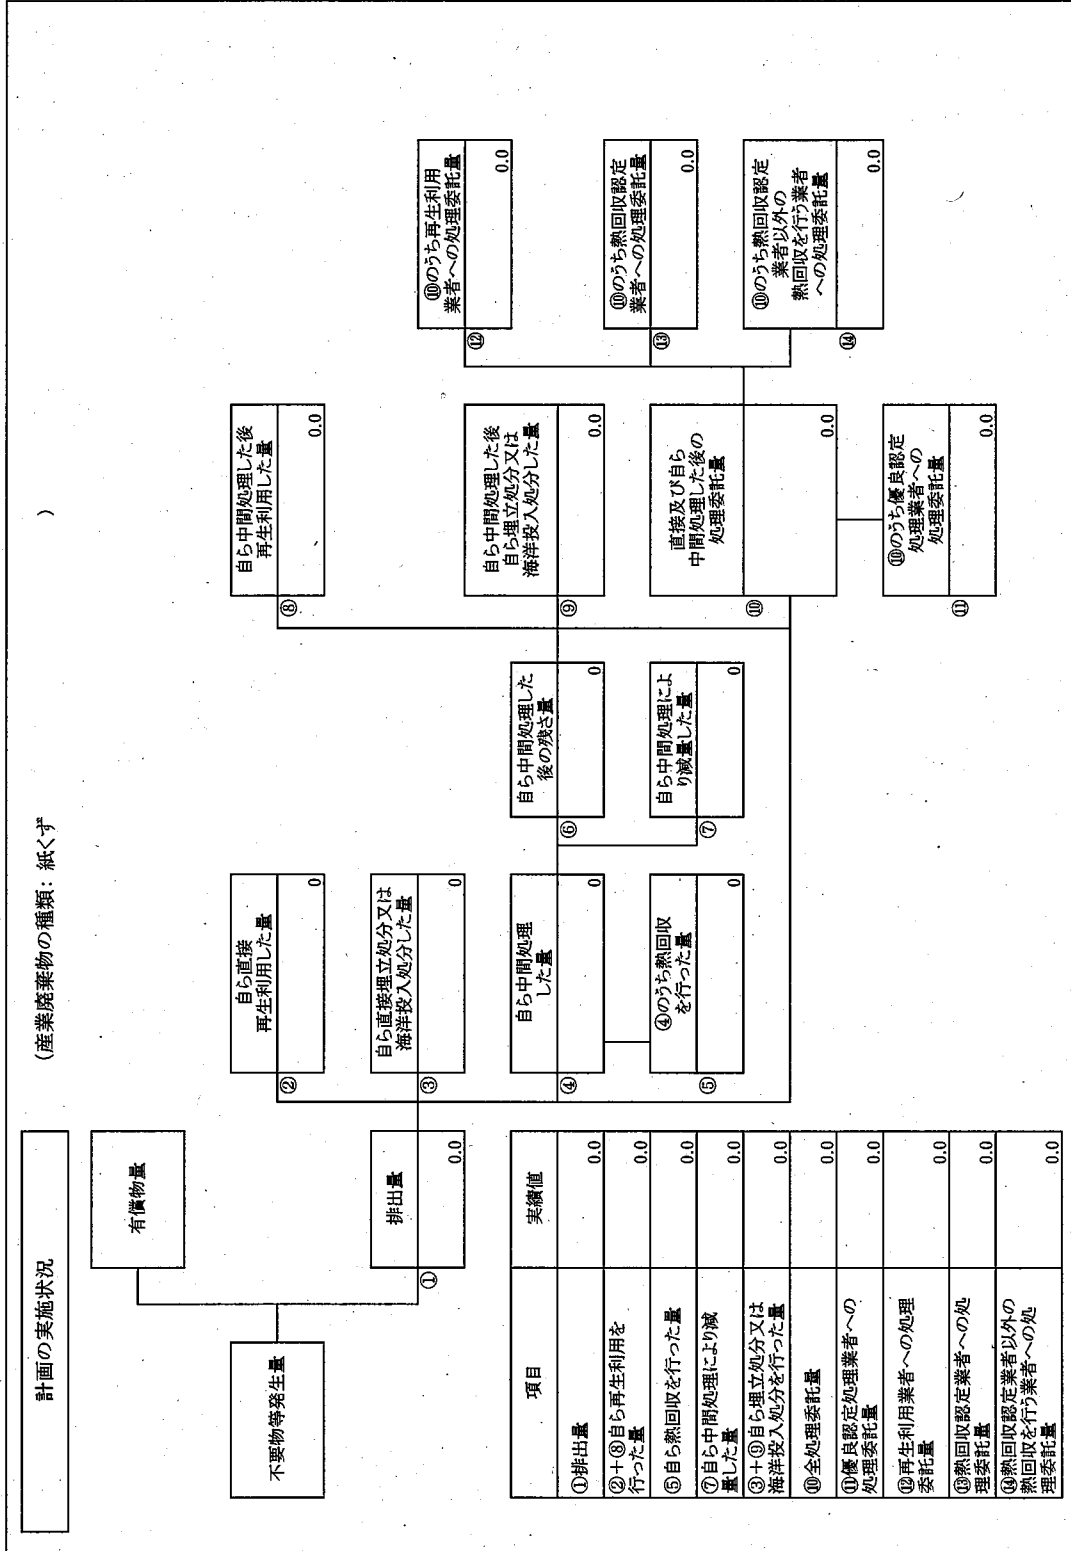 計画の実施状況
(産業廃棄物の種類: 紙くず
)
不要物等発生量
有償物量
①
排出量
0.0
②
自ら直接
再生利用した量
0
③
自ら直接埋立処分又は
海洋投入処分した量
0
④
自ら中間処理
した量
0
⑤
④のうち熱回収
を行った量
0
⑥
自ら中間処理した
後の残さ量
0
⑦
自ら中間処理によ
り減量した量
0
⑧
自ら中間処理した後
再生利用した量
0.0
⑨
自ら中間処理した後
自ら埋立処分又は
海洋投入処分した量
0.0
⑩
直接及び自ら
中間処理した後の
処理委託量
0.0
⑪
⑩のうち優良認定
処理業者への
処理委託量
0.0
⑫
⑩のうち再生利用
業者への処理委託量
0.0
⑬
⑩のうち熱回収認定
業者への処理委託量
0.0
⑭
⑩のうち熱回収認定
業者以外の
熱回収を行う業者
への処理委託量
0.0
項目
実績値
①排出量
0.0
②+⑧自ら再生利用を
行った量
0.0
⑤自ら熱回収を行った量
0.0
⑦自ら中間処理により減
量した量
0.0
③+⑨自ら埋立処分又は
海洋投入処分を行った量
0.0
⑩全処理委託量
0.0
⑪優良認定処理業者への
処理委託量
0.0
⑫再生利用業者への処理
委託量
0.0
⑬熱回収認定業者への処
理委託量
0.0
⑭熱回収認定業者以外の
熱回収を行う業者への処
理委託量
0.0